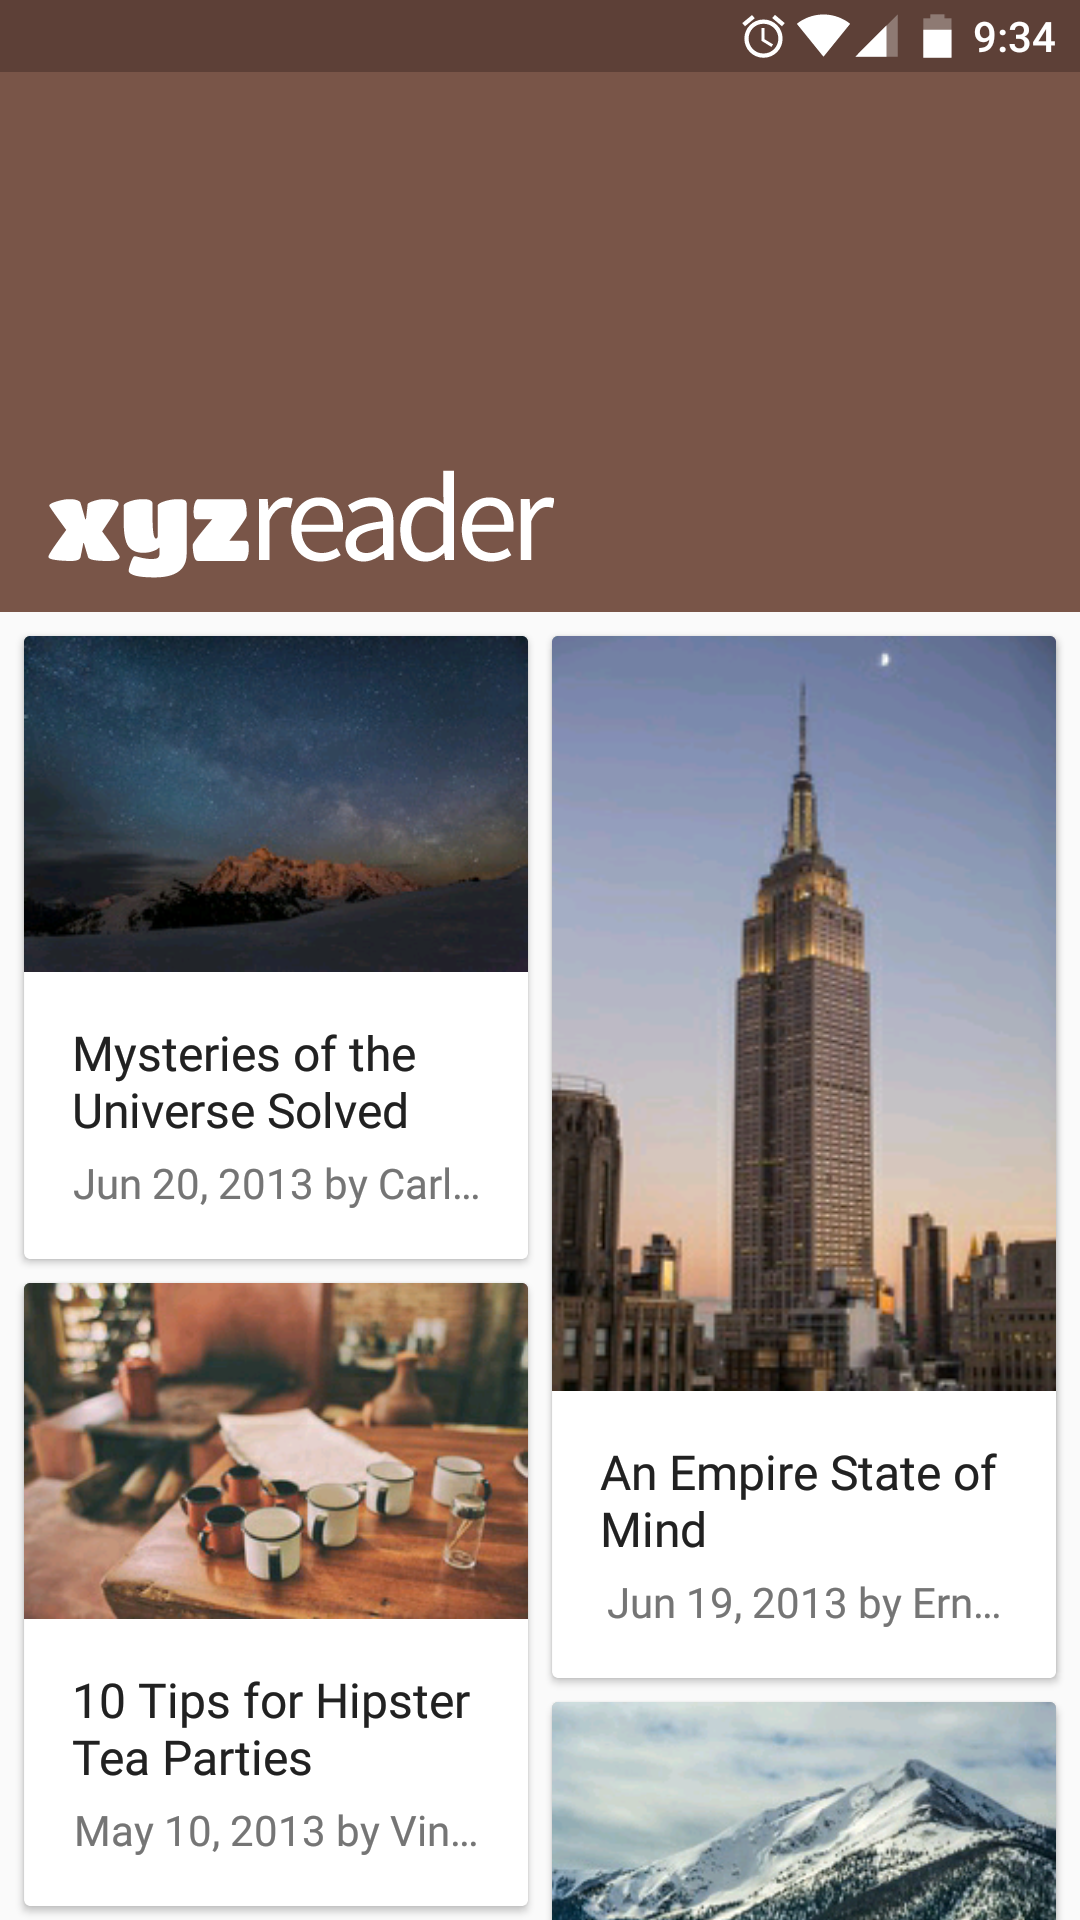 9:34
xyzreader
Mysteries of the
Universe Solved
Jun 20, 2013 by Carl…
An Empire State of
Mind
Jun 19, 2013 by Ern…
10 Tips for Hipster
Tea Parties
May 10, 2013 by Vin…